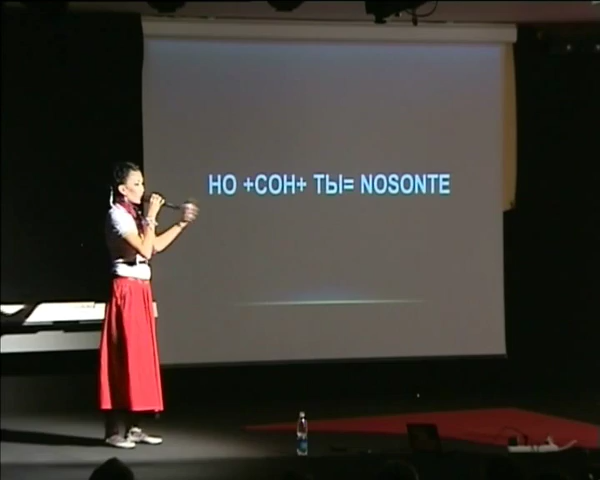 НО +СОН+ ТЫ= NOSONTE